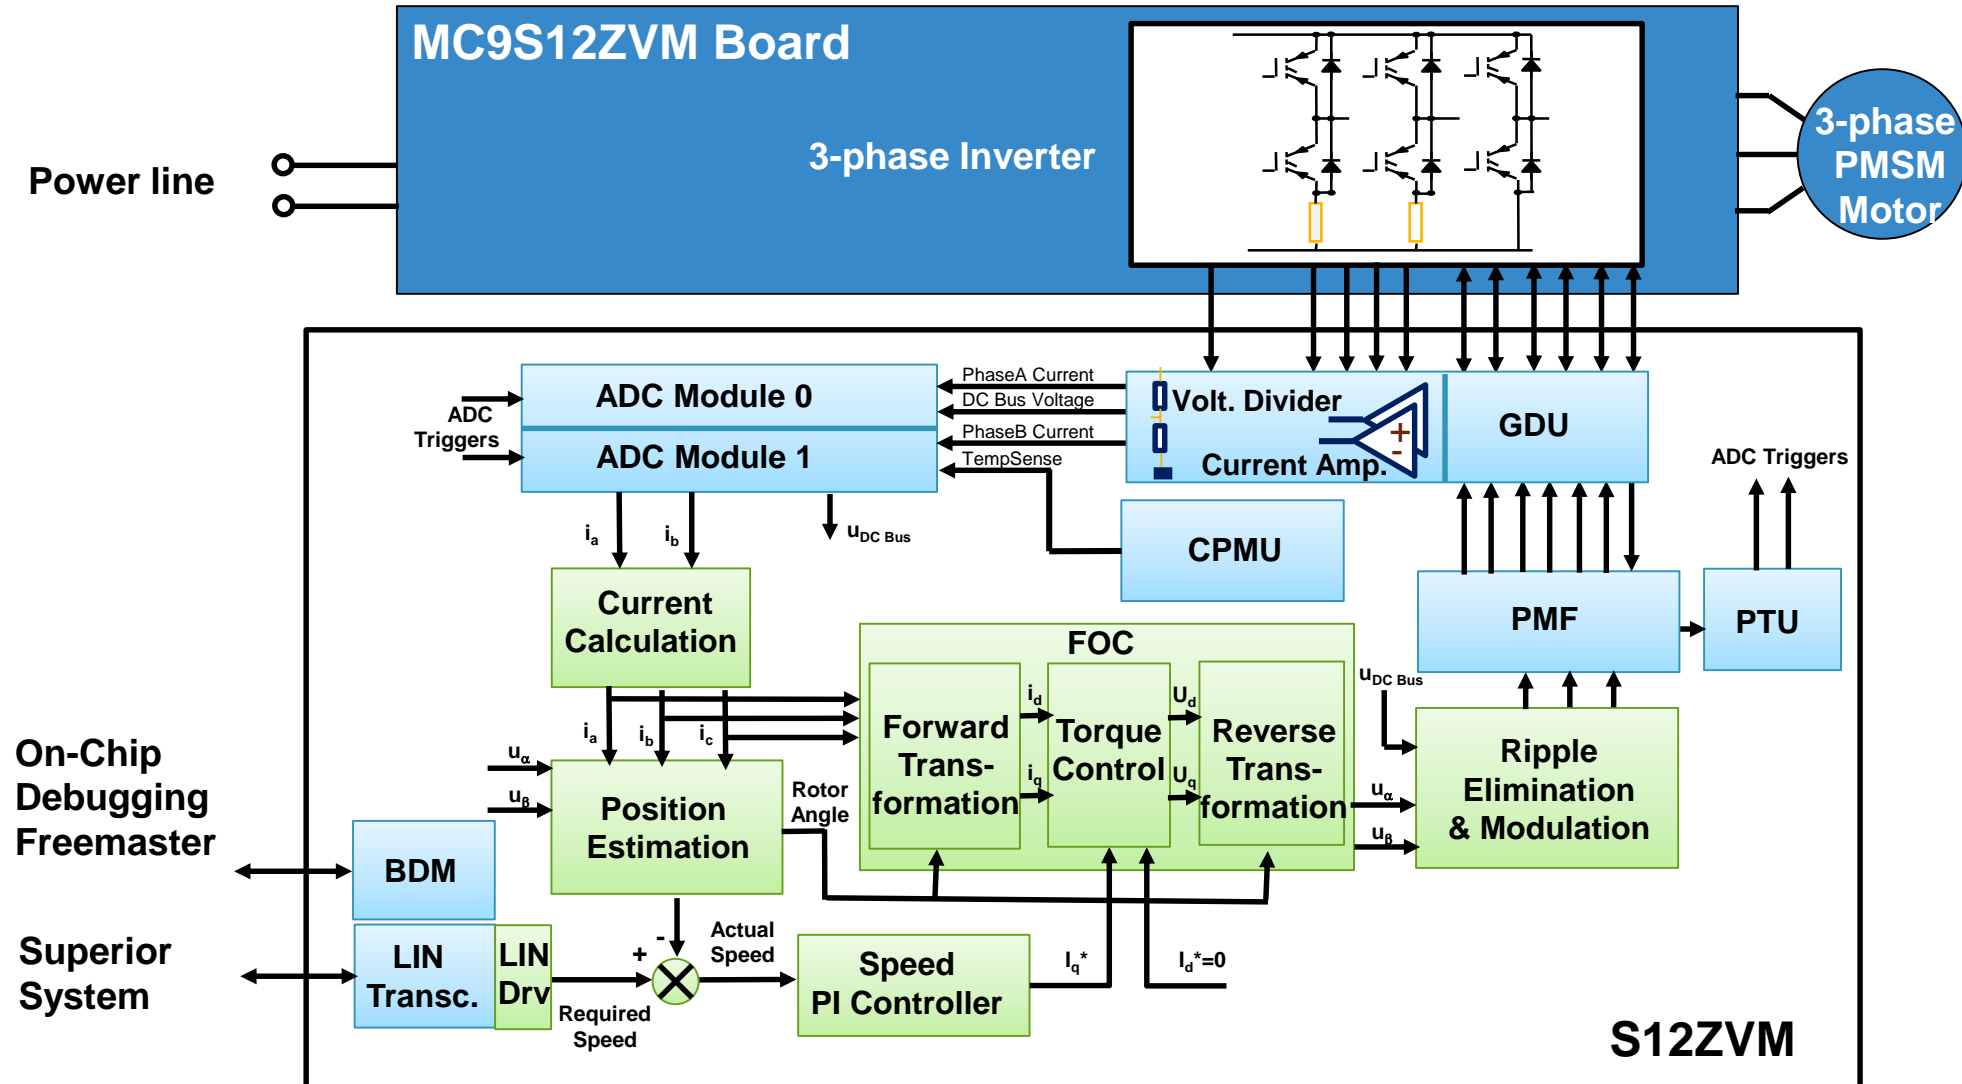 MC9S12ZVM Board
3-phase Inverter
3-phase
PMSM
Motor
Power line
ADC Module 0
ADC Module 1
ADC
Triggers
PhaseA Current
DC Bus Voltage
PhaseB Current
TempSense
Volt. Divider
Current Amp.
+
-
GDU
ADC Triggers
CPMU
PMF
PTU
ia
ib
uDC Bus
Current
Calculation
FOC
Forward
Trans-
formation
id
iq
Torque
Control
Ud
Uq
Reverse
Trans-
formation
uDC Bus
uα
uβ
Ripple
Elimination
& Modulation
ia
ib
ic
uα
uβ
Position
Estimation
Rotor
Angle
On-Chip
Debugging
Freemaster
BDM
Superior
System
LIN
Transc.
LIN
Drv
Required
Speed
+
-
Actual
Speed
Speed
PI Controller
Iq*
Id*=0
S12ZVM